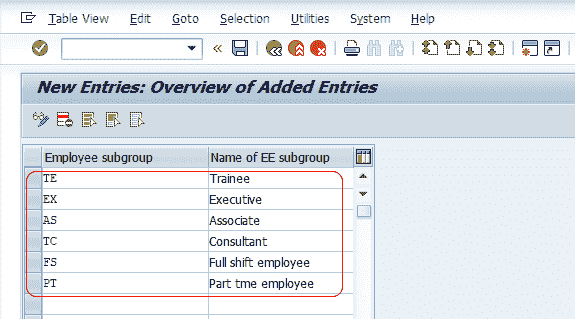 Table View Edit Goto Selection Utilities System Help
New Entries: Overview of Added Entries
Employee subgroup Name of EE subgroup
TE Trainee
EX Executive
AS Associate
TC Consultant
FS Full shift employee
PT Part tme employee